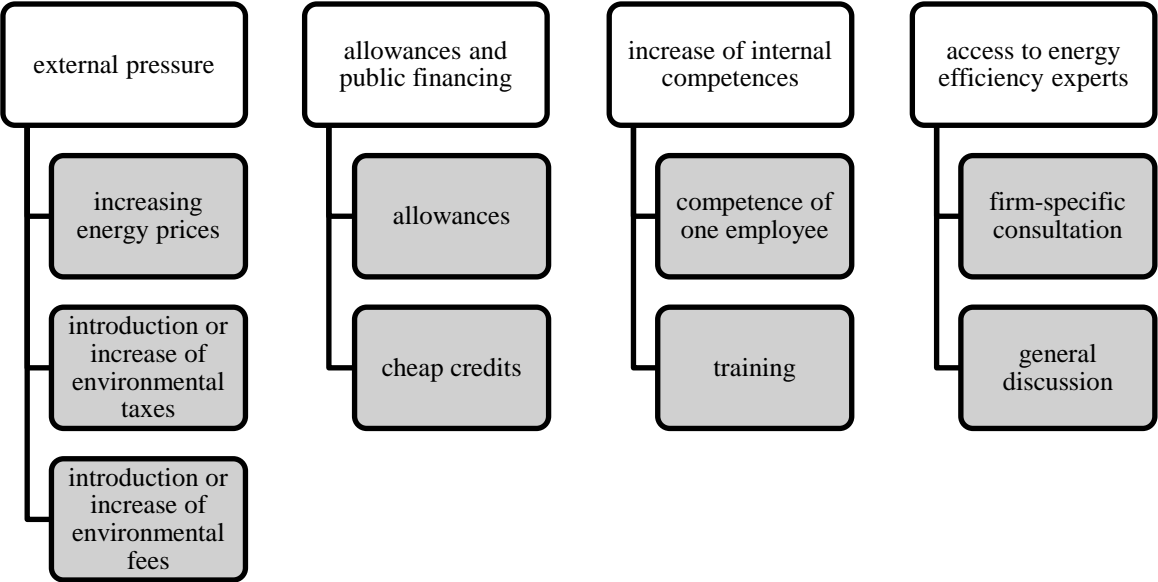 external pressure
increasing
energy prices
introduction or
increase of
environmental
taxes
introduction or
increase of
environmental
fees
allowances and
public financing
allowances
cheap credits
increase of internal
competences
competence of
one employee
training
access to energy
efficiency experts
firm-specific
consultation
general
discussion